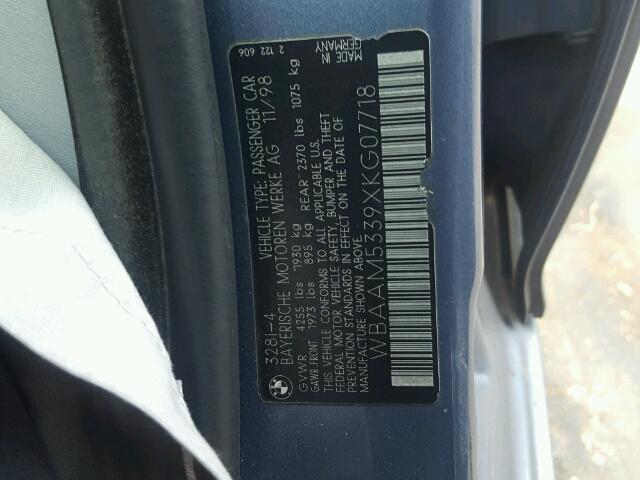 328i-4 VEHICLE TYPE: PASSENGER CAR
BAYERISCHE MOTOREN WERKE AG 11/98
GVWR 4255 lbs 1930 kg REAR 2370 lbs 1075 kg
GAWR FRONT 1973 lbs 895 kg
THIS VEHICLE CONFORMS TO ALL APPLICABLE U.S.
FEDERAL MOTOR VEHICLE SAFETY, BUMPER AND THEFT
PREVENTION STANDARDS IN EFFECT ON THE DATE OF
MANUFACTURE SHOWN ABOVE.
WBAAM5339XKG07718
2 122 606
MADE IN
GERMANY